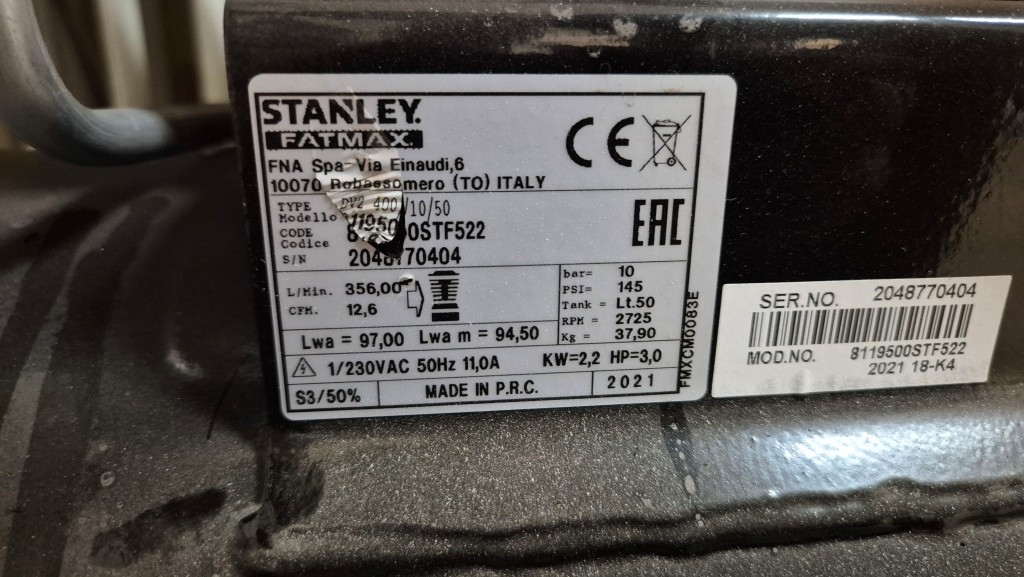 STANLEY.
FATMAX.
FNA Spa Via Einaudi,6
10070 Robassomero (TO) ITALY
TYPE
Modello
DV2 400/10/50
CODE
Codice
8119500STF522
S/N
2048770404
L/Min. 356,00
CFM. 12,6
bar= 10
PSI= 145
Tank = Lt.50
RPM = 2725
Kg = 37,90
Lwa = 97,00 Lwa m = 94,50
1/230VAC 50Hz 11,0A KW=2,2 HP=3,0
S3/50% MADE IN P.R.C. 2021
CE
EAC
FMXCM0083E
SER.NO. 2048770404
MOD.NO. 8119500STF522
2021 18-K4